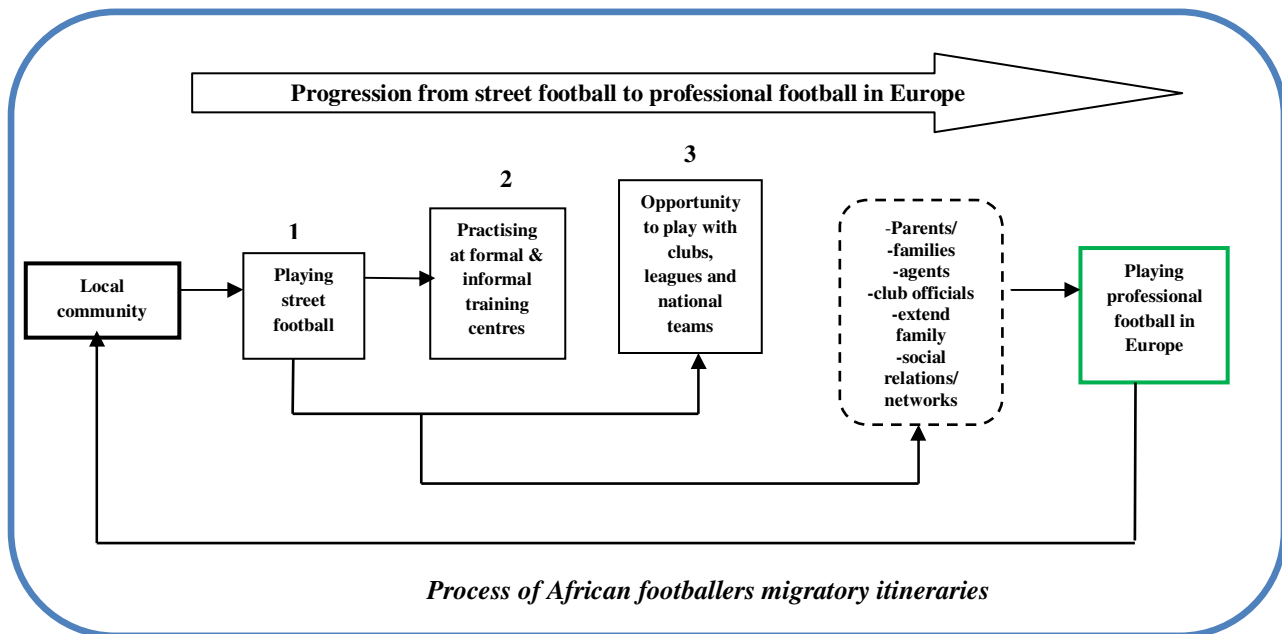 Progression from street football to professional football in Europe
Local
community
1
Playing
street
football
2
Practising
at formal &
informal
training
centres
3
Opportunity
to play with
clubs,
leagues and
national
teams
-Parents/
-families
-agents
-club officials
-extend
family
-social
relations/
networks
Playing
professional
football in
Europe
Process of African footballers migratory itineraries